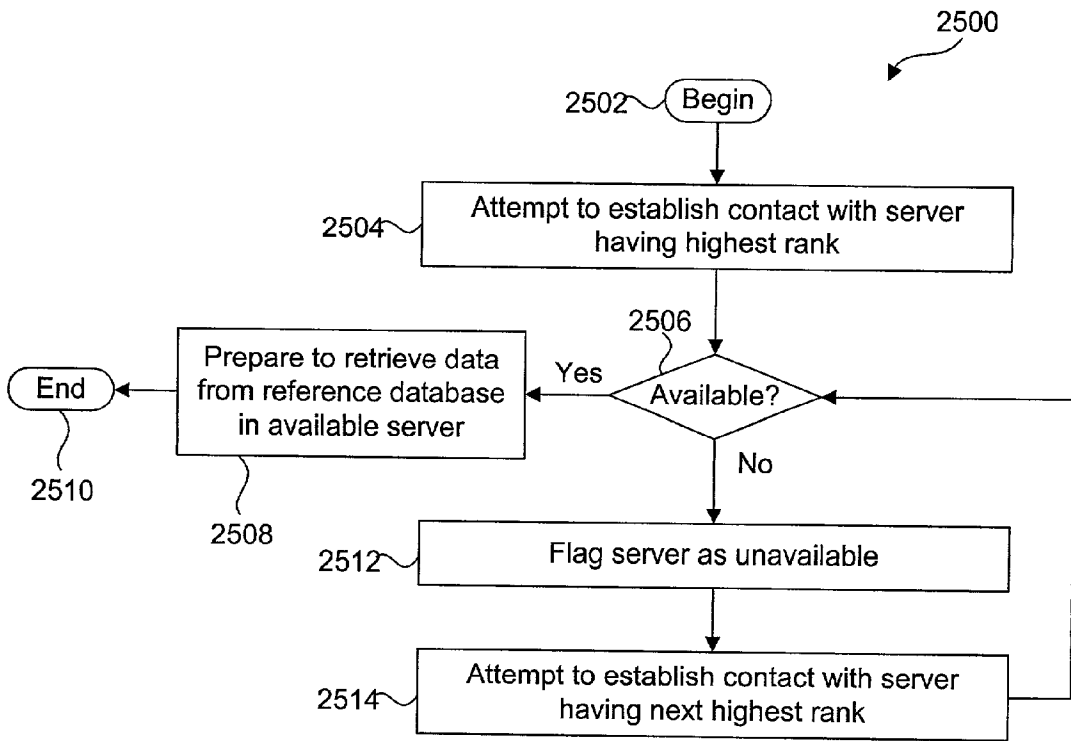 2500
2502
Begin
2504
Attempt to establish contact with server
having highest rank
2506
Available?
Yes
No
Prepare to retrieve data
from reference database
in available server
2508
End
2510
2512
Flag server as unavailable
2514
Attempt to establish contact with server
having next highest rank